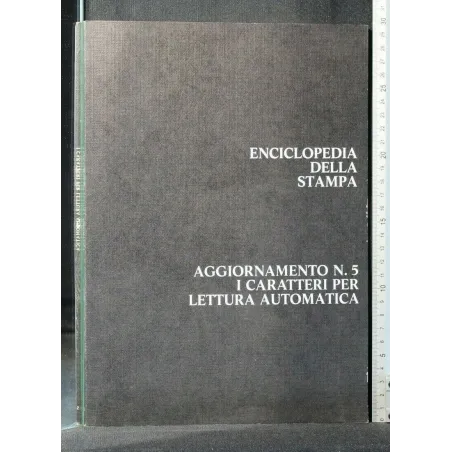 ENCICLOPEDIA
DELLA
STAMPA
AGGIORNAMENTO N. 5
I CARATTERI PER
LETTURA AUTOMATICA